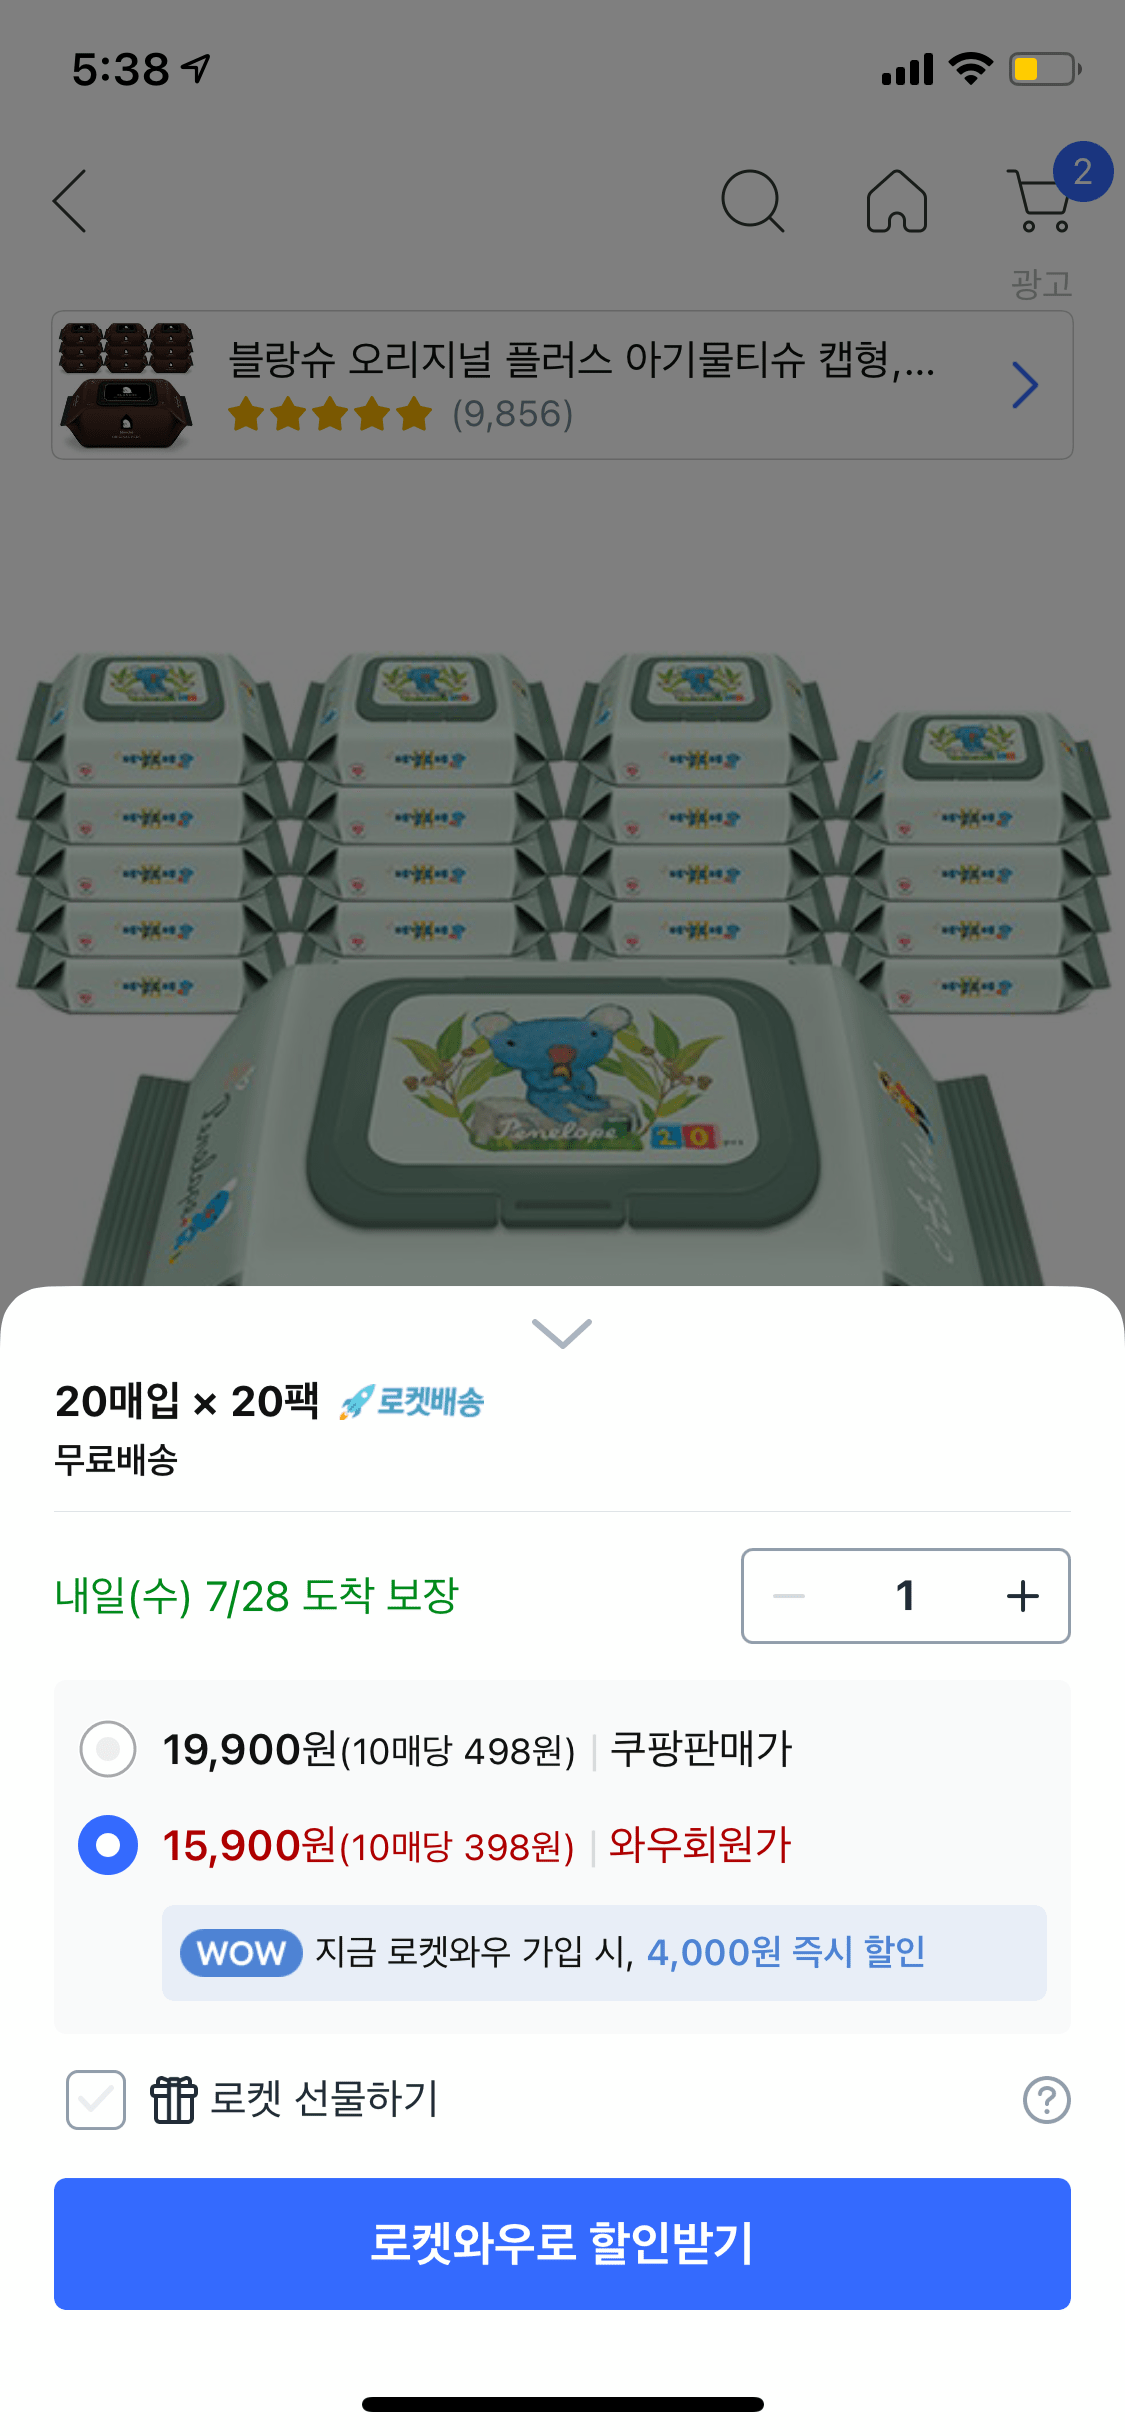 5:38
2
광고
블랑슈 오리지널 플러스 아기물티슈 캡형,...
(9,856)
Penelope 20
20매입 × 20팩 로켓배송
무료배송
내일(수) 7/28 도착 보장
1
19,900원(10매당 498원) | 쿠팡판매가
15,900원(10매당 398원) | 와우회원가
WOW 지금 로켓와우 가입 시, 4,000원 즉시 할인
로켓 선물하기
로켓와우로 할인받기